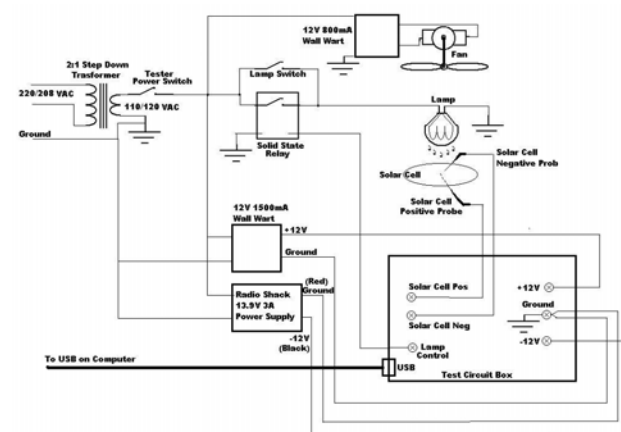 12V 800mA
Wall Wart
Fan
2:1 Step Down
Trasformer
Tester
Power Switch
Lamp Switch
220/208 VAC
110/120 VAC
Lamp
Ground
Solid State
Relay
Solar Cell
Negative Prob
Solar Cell
Solar Cell
Positive Probe
12V 1500mA
Wall Wart
+12V
Ground
(Red)
Ground
Radio Shack
13.9V 3A
Power Supply
-12V
(Black)
Solar Cell Pos
+12V
Ground
Solar Cell Neg
-12V
Lamp
Control
To USB on Computer
USB
Test Circuit Box